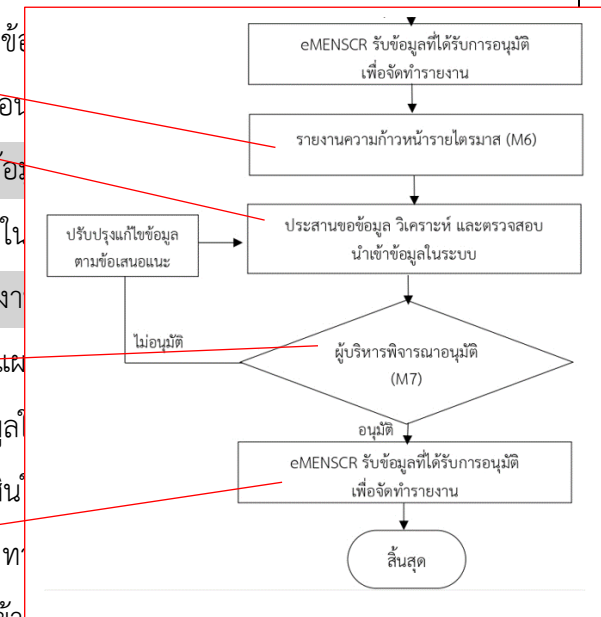 eMENSCR รับข้อมูลที่ได้รับการอนุมัติ
เพื่อจัดทำรายงาน
รายงานความก้าวหน้ารายไตรมาส (M6)
ประสานขอข้อมูล วิเคราะห์ และตรวจสอบ
นำเข้าข้อมูลในระบบ
ปรับปรุงแก้ไขข้อมูล
ตามข้อเสนอแนะ
ไม่อนุมัติ
ผู้บริหารพิจารณาอนุมัติ
(M7)
อนุมัติ
eMENSCR รับข้อมูลที่ได้รับการอนุมัติ
เพื่อจัดทำรายงาน
สิ้นสุด